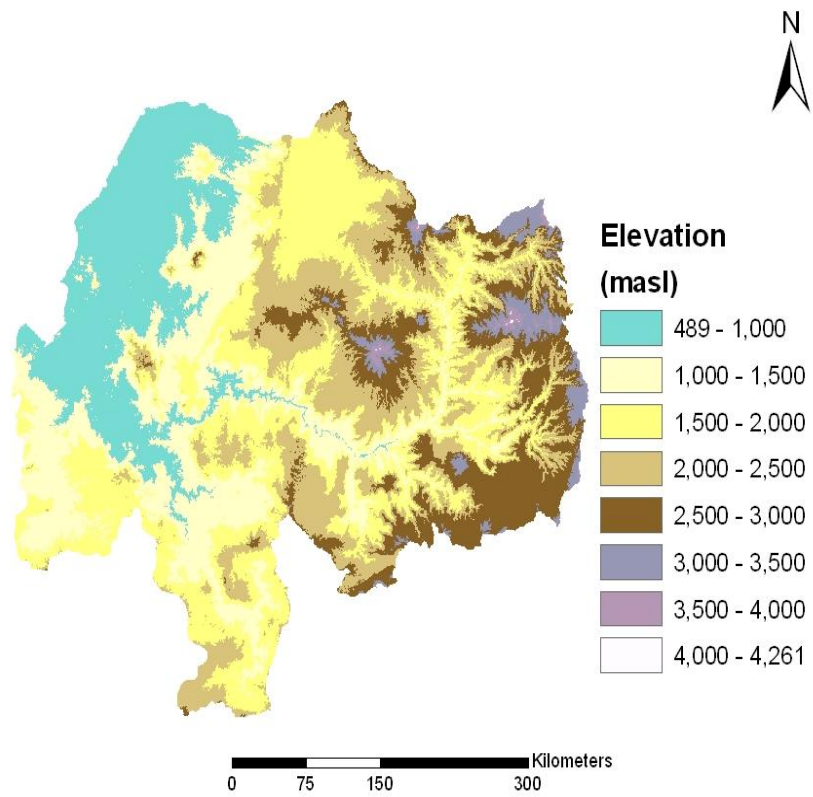 N
Elevation
(masl)
489 - 1,000
1,000 - 1,500
1,500 - 2,000
2,000 - 2,500
2,500 - 3,000
3,000 - 3,500
3,500 - 4,000
4,000 - 4,261
Kilometers
0 75 150 300